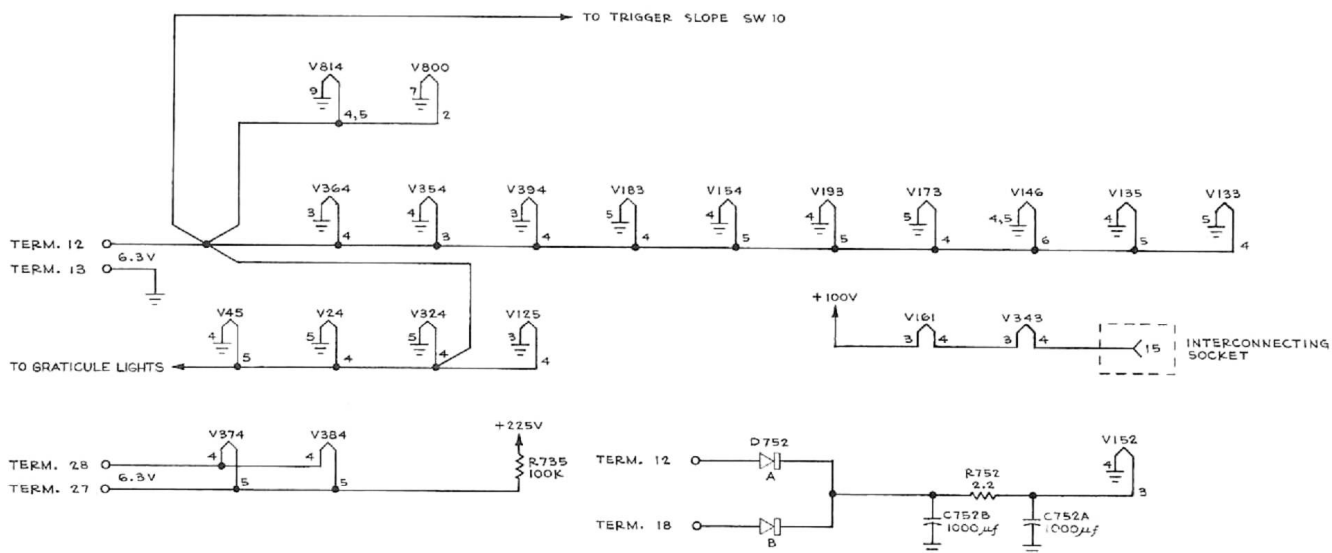 TO TRIGGER SLOPE SW 10
V814
V800
9
7
4,5
2
V364
V354
V394
V183
V154
V193
V173
V146
V135
V133
3
4
3
5
4
4
5
4,5
4
5
TERM. 12
4
3
4
4
5
5
4
6
5
4
6.3V
TERM. 13
V45
V24
V324
V125
4
5
5
3
5
4
4
4
TO GRATICULE LIGHTS
+100V
V161
V343
3
4
3
4
15
INTERCONNECTING
SOCKET
V374
V384
+225V
TERM. 28
4
4
R735
100K
6.3V
TERM. 27
5
5
D752
TERM. 12
A
TERM. 18
B
R752
2.2
V152
4
3
C752B
1000µf
C752A
1000µf